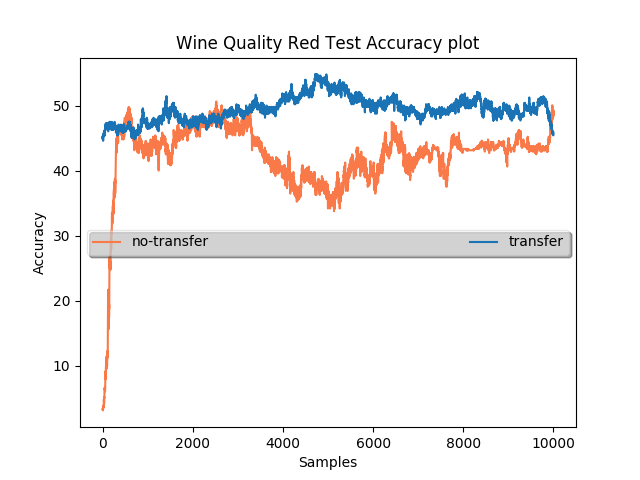 Wine Quality Red Test Accuracy plot
50
40
30
20
10
Accuracy
no-transfer transfer
0 2000 4000 6000 8000 10000
Samples